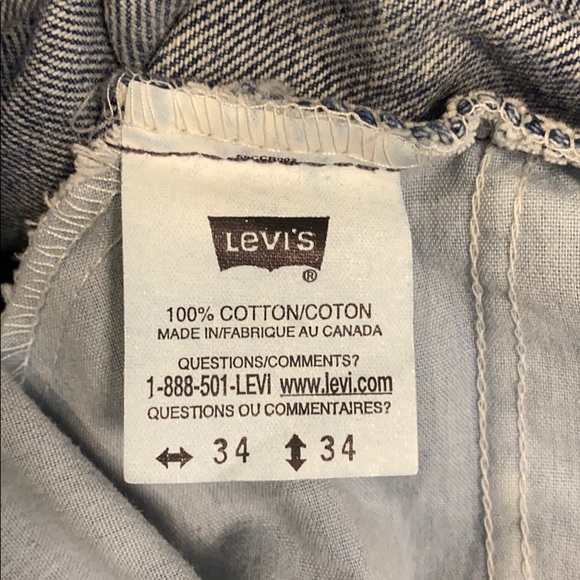 LEVI'S
®
100% COTTON/COTON
MADE IN/FABRIQUE AU CANADA
QUESTIONS/COMMENTS?
1-888-501-LEVI www.levi.com
QUESTIONS OU COMMENTAIRES?
↔ 34 ↕ 34